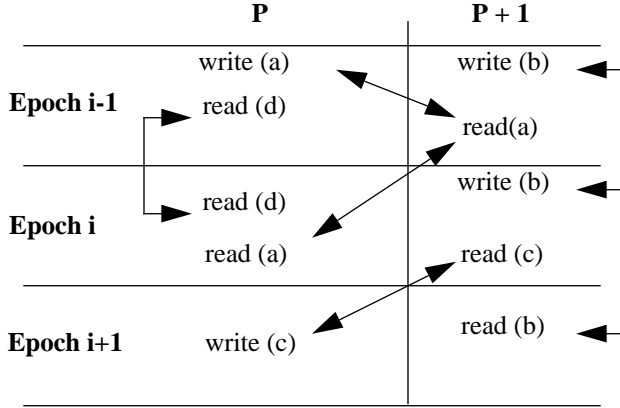 P P + 1
write (a) write (b)
Epoch i-1 read (d) read(a)
read (d) write (b)
Epoch i
read (a) read (c)
Epoch i+1 write (c) read (b)